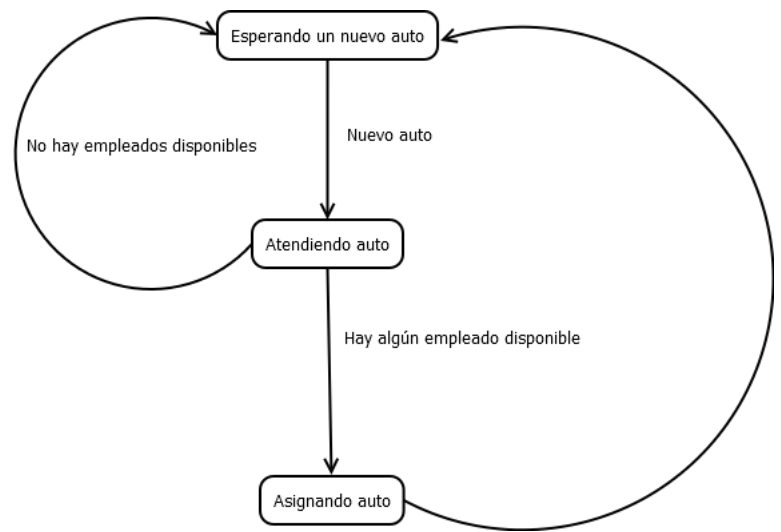 Esperando un nuevo auto
No hay empleados disponibles
Nuevo auto
Atendiendo auto
Hay algún empleado disponible
Asignando auto